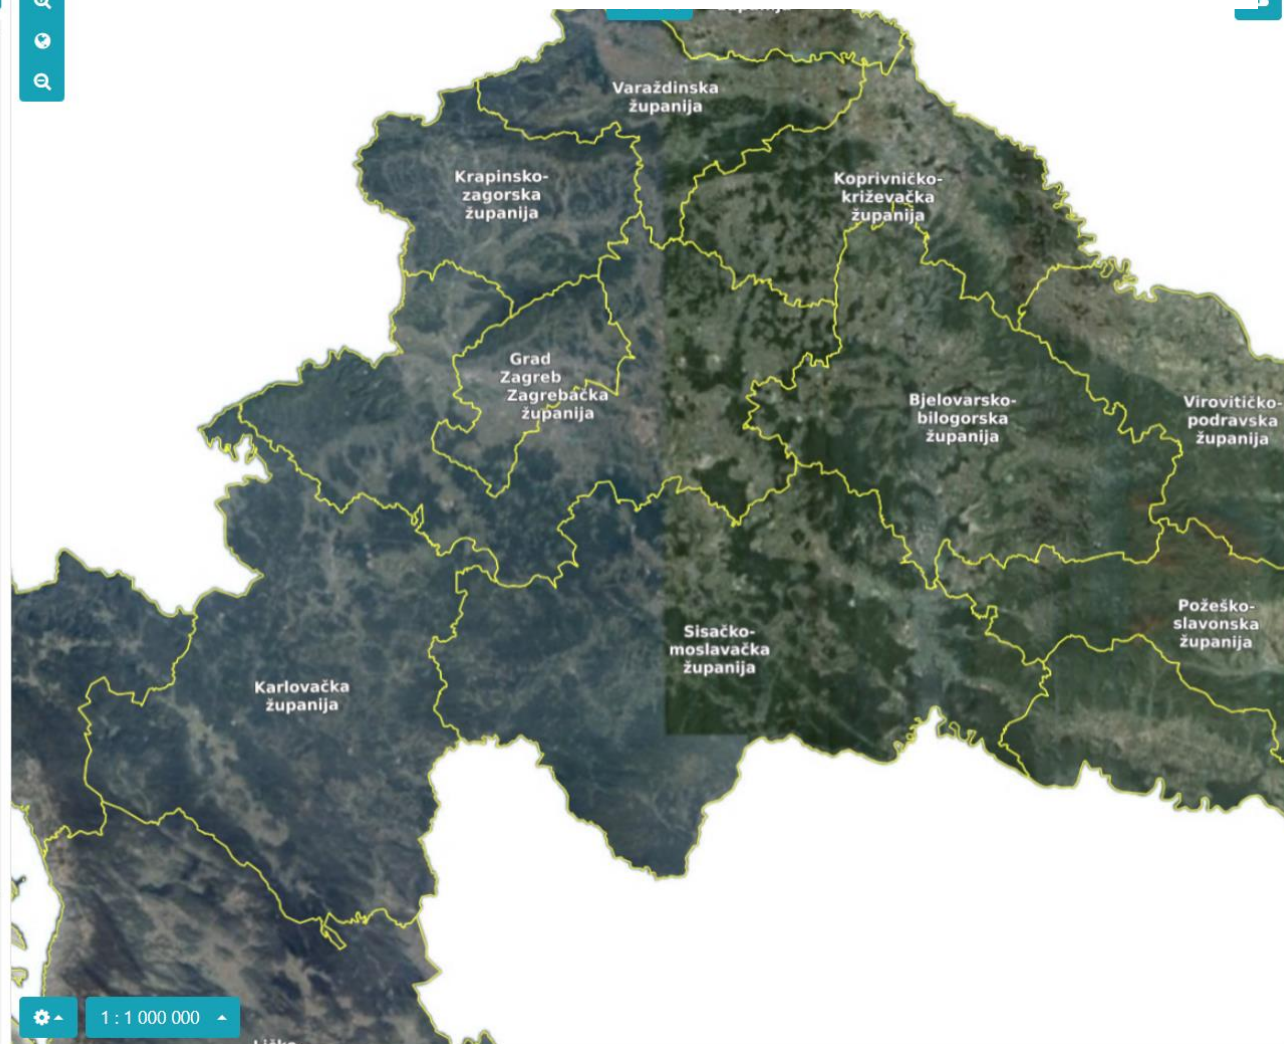 županija
Varaždinska
županija
Krapinsko-
zagorska
županija
Koprivničko-
križevačka
županija
Grad
Zagreb
Zagrebačka
županija
Bjelovarsko-
bilogorska
županija
Virovitičko-
podravska
županija
Požeško-
slavonska
županija
Sisačko-
moslavačka
županija
Karlovačka
županija
1 : 1 000 000